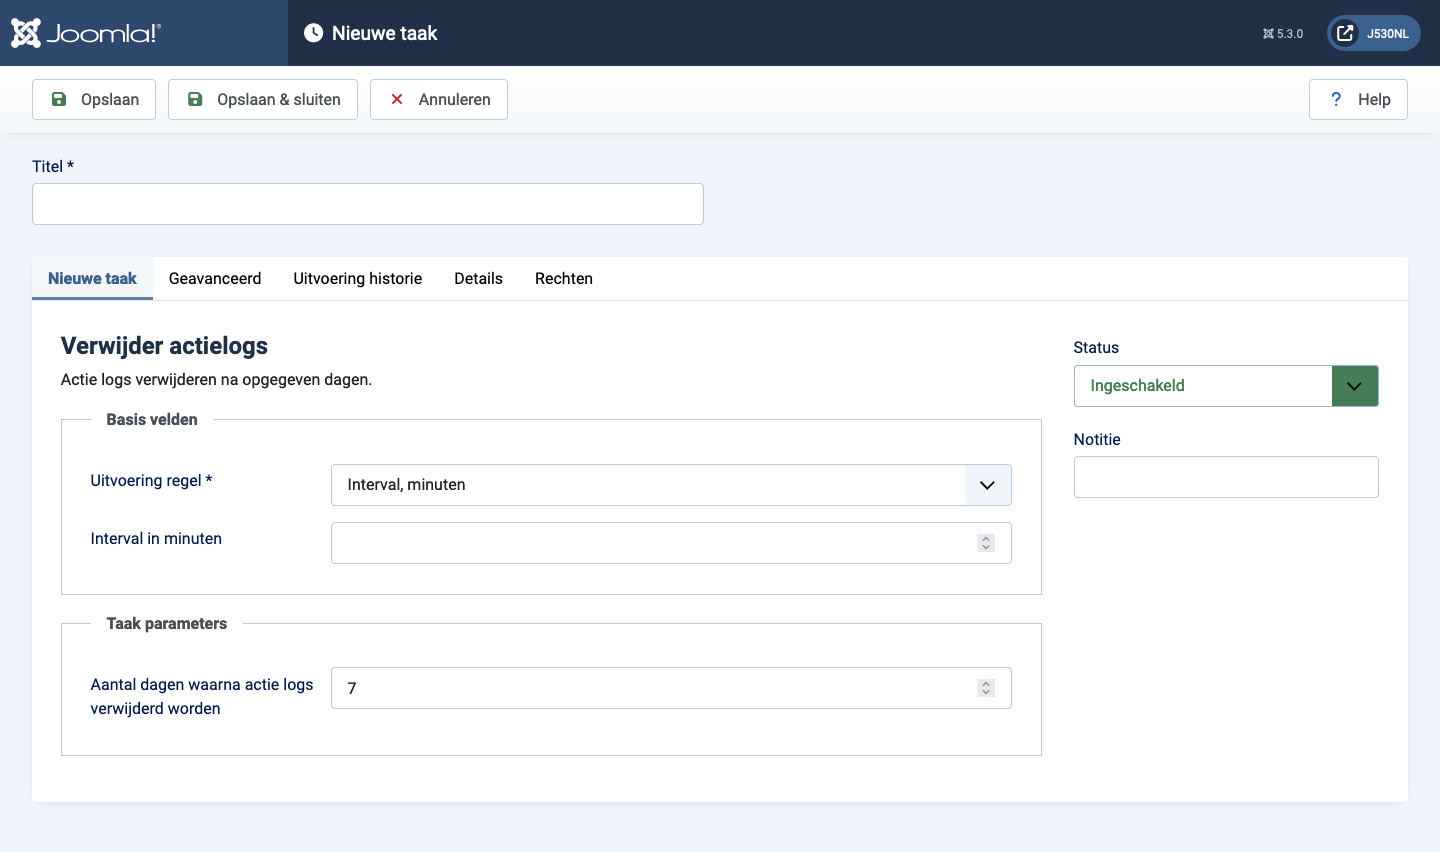 Joomla!®
Nieuwe taak
5.3.0
J530NL
Opslaan
Opslaan & sluiten
Annuleren
? Help
Titel *
Nieuwe taak
Geavanceerd
Uitvoering historie
Details
Rechten
Verwijder actielogs
Actie logs verwijderen na opgegeven dagen.
Basis velden
Uitvoering regel *
Interval, minuten
Interval in minuten
Taak parameters
Aantal dagen waarna actie logs
verwijderd worden
7
Status
Ingeschakeld
Notitie